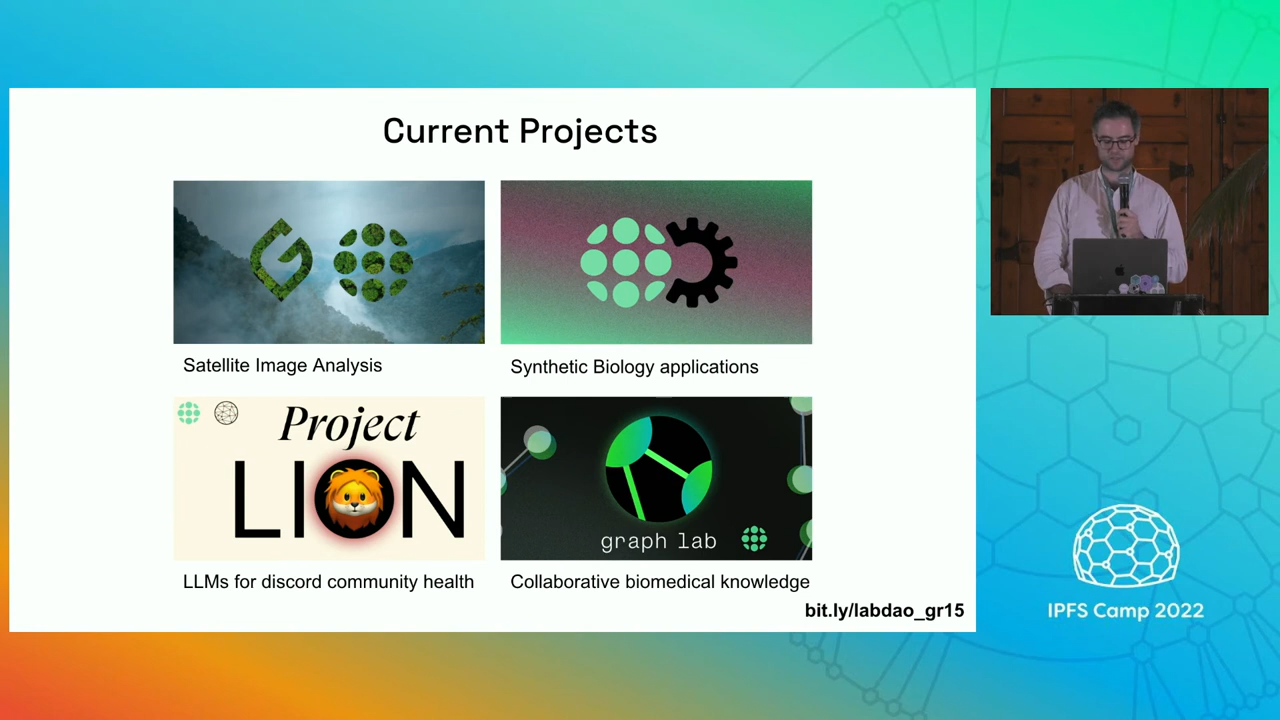 Current Projects
Satellite Image Analysis
Synthetic Biology applications
Project
LION
graph lab
LLMs for discord community health
Collaborative biomedical knowledge
bit.ly/labdao_gr15
IPFS Camp 2022